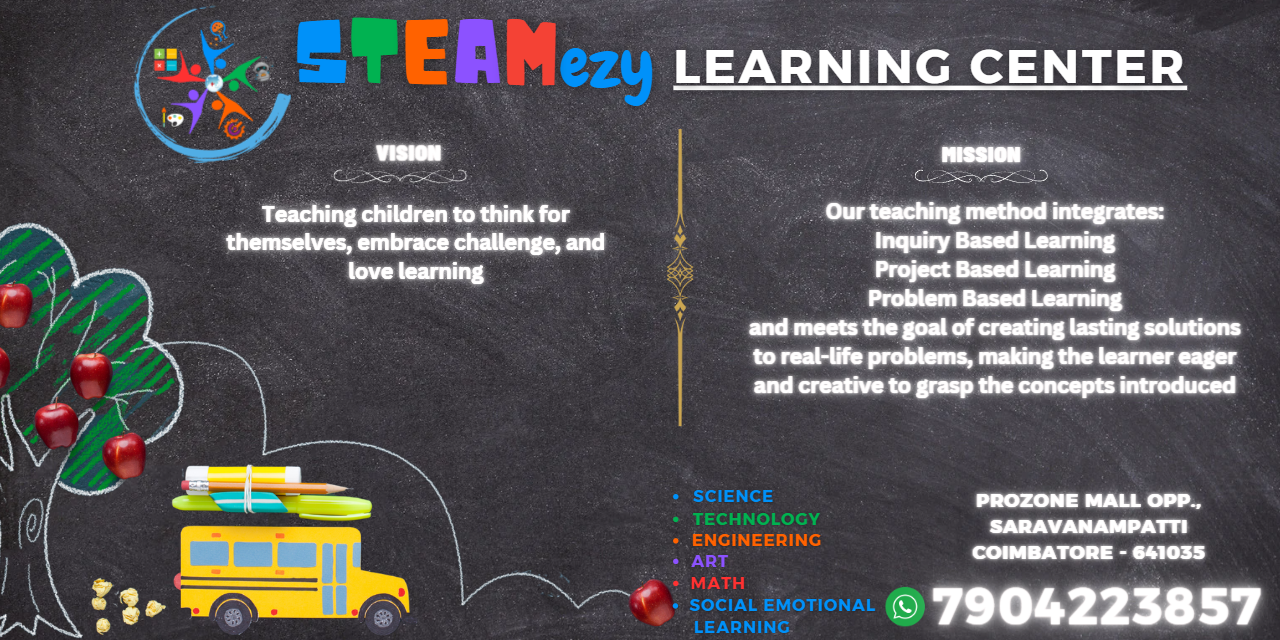 STEAMezy LEARNING CENTER
VISION
Teaching children to think for
themselves, embrace challenge, and
love learning
MISSION
Our teaching method integrates:
Inquiry Based Learning
Project Based Learning
Problem Based Learning
and meets the goal of creating lasting solutions
to real-life problems, making the learner eager
and creative to grasp the concepts introduced
• SCIENCE
• TECHNOLOGY
• ENGINEERING
• ART
• MATH
• SOCIAL EMOTIONAL
LEARNING
PROZONE MALL OPP.,
SARAVANAMPATTI
COIMBATORE - 641035
7904223857